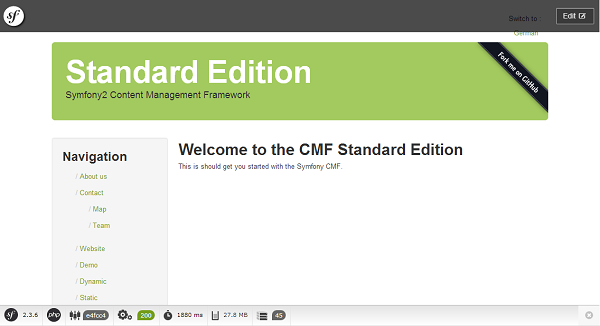 sf
Switch to :
German
Edit
Standard Edition
Symfony2 Content Management Framework
Fork me on GitHub
Navigation
/ About us
/ Contact
/ Map
/ Team
/ Website
/ Demo
/ Dynamic
/ Static
Welcome to the CMF Standard Edition
This is should get you started with the Symfony CMF.
sf 2.3.6 php e4fcc4 200 1880 ms 27.8 MB 45